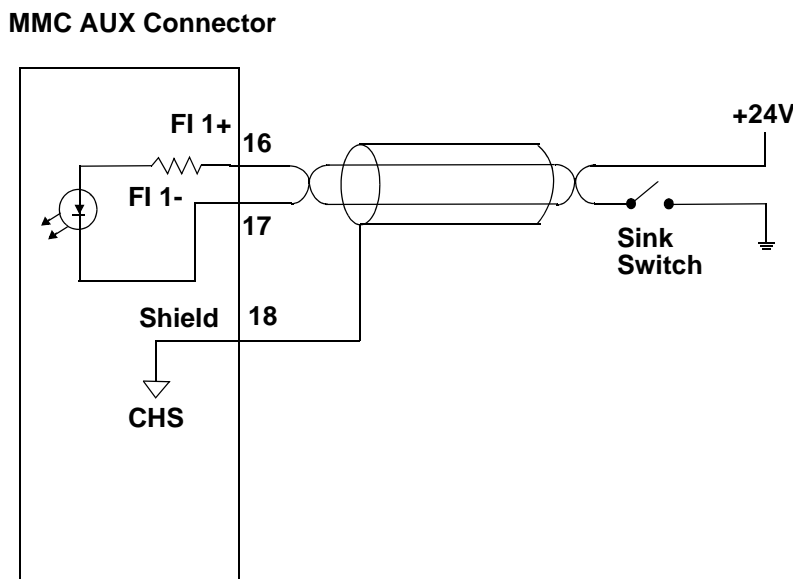 MMC AUX Connector
+24V
FI 1+
16
FI 1-
17
Sink
Switch
Shield
18
CHS